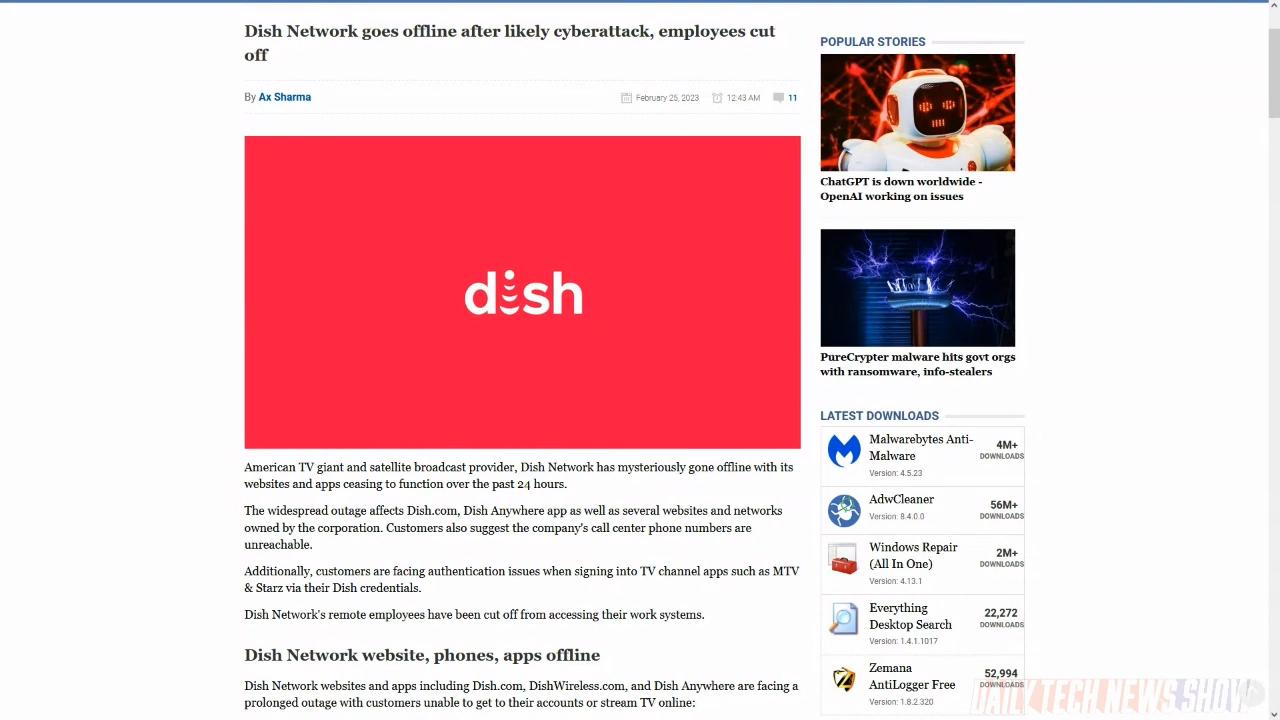 Dish Network goes offline after likely cyberattack, employees cut
off
By Ax Sharma
February 25, 2023
12:43 AM
11
dish
American TV giant and satellite broadcast provider, Dish Network has mysteriously gone offline with its
websites and apps ceasing to function over the past 24 hours.
The widespread outage affects Dish.com, Dish Anywhere app as well as several websites and networks
owned by the corporation. Customers also suggest the company's call center phone numbers are
unreachable.
Additionally, customers are facing authentication issues when signing into TV channel apps such as MTV
& Starz via their Dish credentials.
Dish Network's remote employees have been cut off from accessing their work systems.
Dish Network website, phones, apps offline
Dish Network websites and apps including Dish.com, DishWireless.com, and Dish Anywhere are facing a
prolonged outage with customers unable to get to their accounts or stream TV online:
POPULAR STORIES
ChatGPT is down worldwide -
OpenAI working on issues
PureCrypter malware hits govt orgs
with ransomware, info-stealers
LATEST DOWNLOADS
Malwarebytes Anti-
Malware
Version: 4.5.23
4M+
DOWNLOADS
AdwCleaner
Version: 8.4.0.0
56M+
DOWNLOADS
Windows Repair
(All In One)
Version: 4.13.1
2M+
DOWNLOADS
Everything
Desktop Search
Version: 1.4.1.1017
22,272
DOWNLOADS
Zemana
AntiLogger Free
Version: 1.8.2.320
52,994
DOWNLOADS
DAILY TECH NEWS SHOW